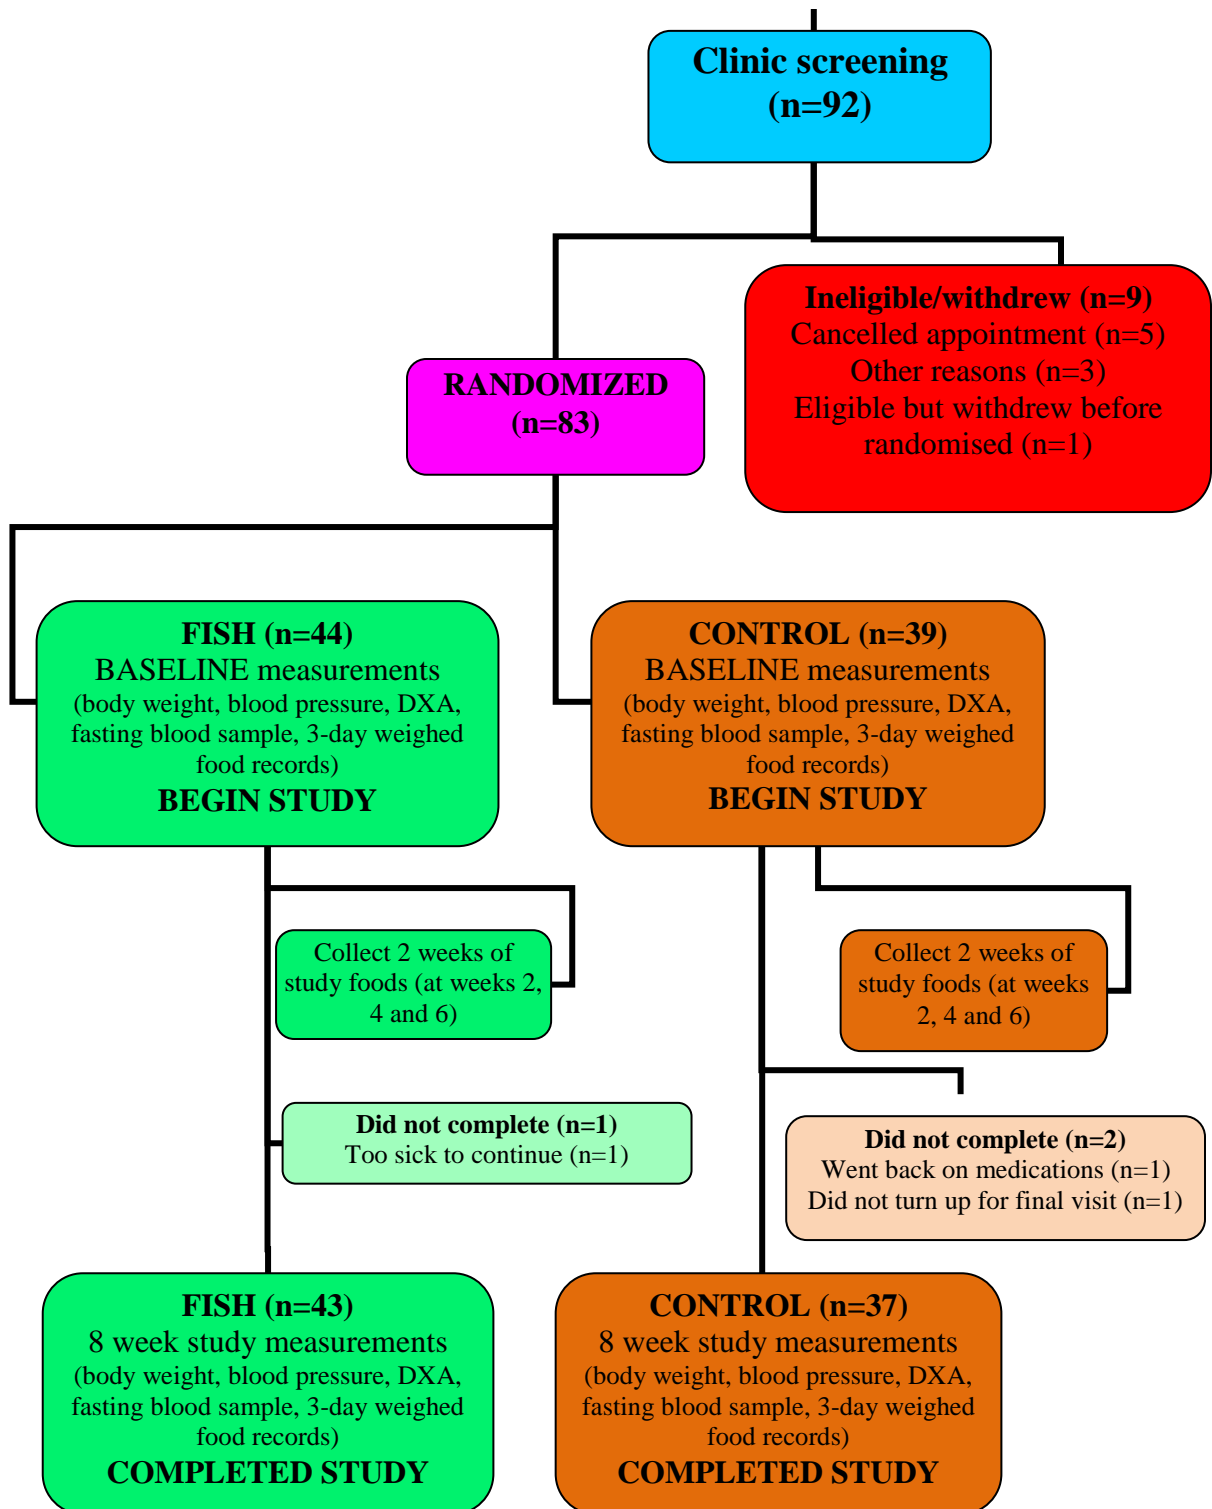 Clinic screening
(n=92)
Ineligible/withdrew (n=9)
Cancelled appointment (n=5)
Other reasons (n=3)
Eligible but withdrew before
randomised (n=1)
RANDOMIZED
(n=83)
FISH (n=44)
BASELINE measurements
(body weight, blood pressure, DXA,
fasting blood sample, 3-day weighed
food records)
BEGIN STUDY
CONTROL (n=39)
BASELINE measurements
(body weight, blood pressure, DXA,
fasting blood sample, 3-day weighed
food records)
BEGIN STUDY
Collect 2 weeks of
study foods (at weeks 2,
4 and 6)
Collect 2 weeks of
study foods (at weeks
2, 4 and 6)
Did not complete (n=1)
Too sick to continue (n=1)
Did not complete (n=2)
Went back on medications (n=1)
Did not turn up for final visit (n=1)
FISH (n=43)
8 week study measurements
(body weight, blood pressure, DXA,
fasting blood sample, 3-day weighed
food records)
COMPLETED STUDY
CONTROL (n=37)
8 week study measurements
(body weight, blood pressure, DXA,
fasting blood sample, 3-day weighed
food records)
COMPLETED STUDY